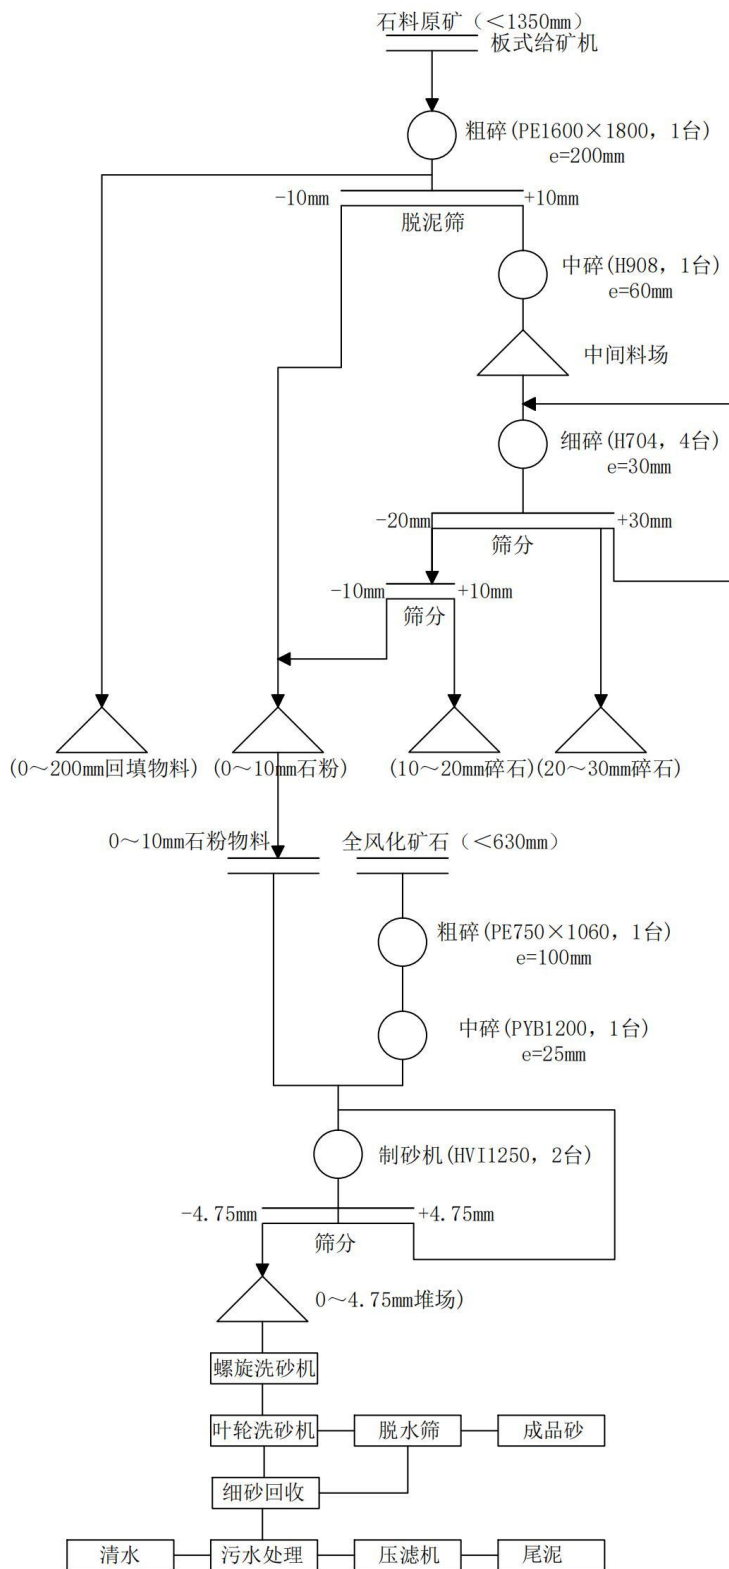 石料原矿（<1350mm）
板式给矿机
粗碎(PE1600×1800，1台)
e=200mm
-10mm
+10mm
脱泥筛
中碎(H908，1台)
e=60mm
中间料场
细碎(H704，4台)
e=30mm
-20mm
+30mm
筛分
-10mm
+10mm
筛分
(0～200mm回填物料)
(0～10mm石粉)
(10～20mm碎石)
(20～30mm碎石)
0～10mm石粉物料
全风化矿石（<630mm）
粗碎(PE750×1060，1台)
e=100mm
中碎(PYB1200，1台)
e=25mm
制砂机(HVI1250，2台)
-4.75mm
+4.75mm
筛分
0～4.75mm堆场)
螺旋洗砂机
叶轮洗砂机
脱水筛
成品砂
细砂回收
清水
污水处理
压滤机
尾泥